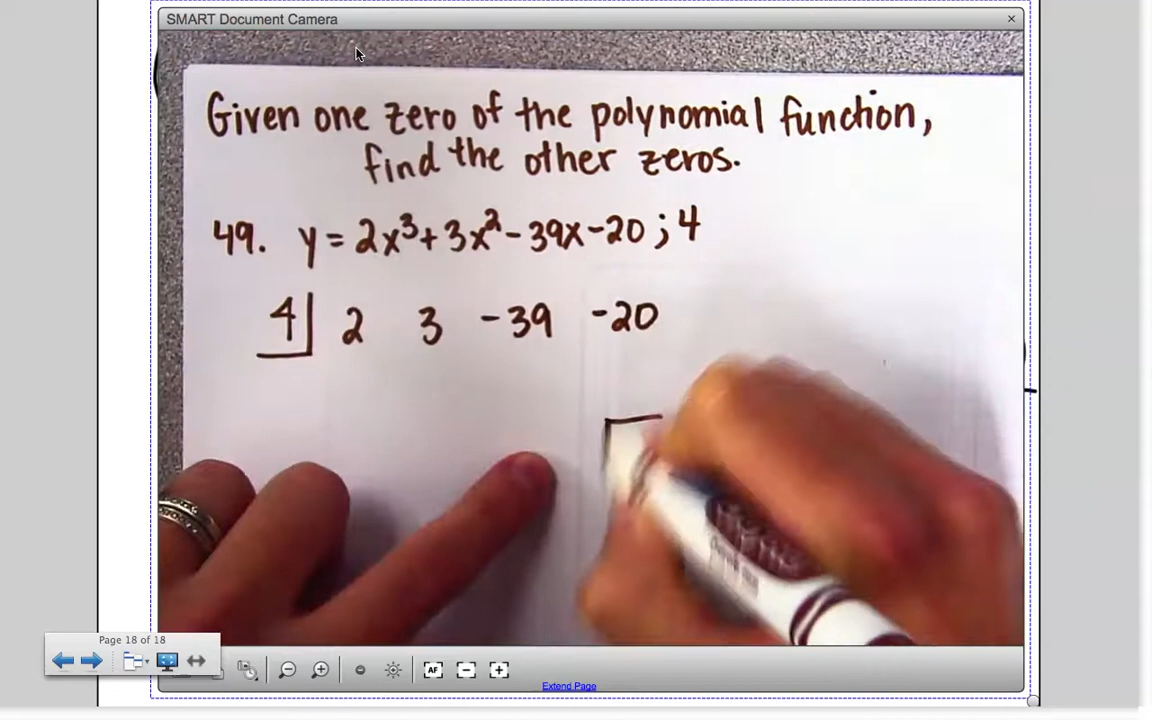 SMART Document Camera
Given one zero of the polynomial function,
find the other zeros.
49. y = 2x³ + 3x² - 39x - 20 ; 4
4| 2 3 -39 -20
Page 18 of 18
AF
Extend Page